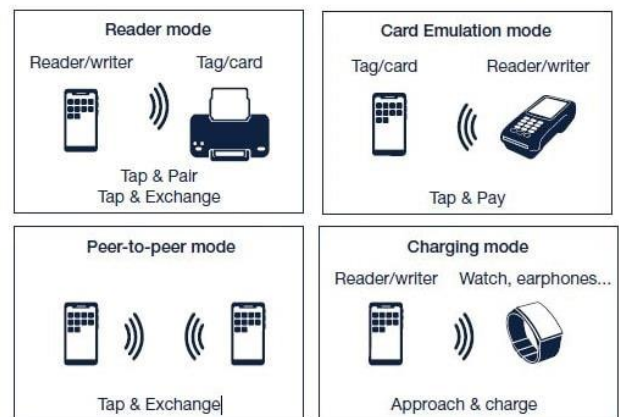 Reader mode
Reader/writer Tag/card
Tap & Pair
Tap & Exchange
Card Emulation mode
Tag/card Reader/writer
Tap & Pay
Peer-to-peer mode
Tap & Exchange
Charging mode
Reader/writer Watch, earphones...
Approach & charge